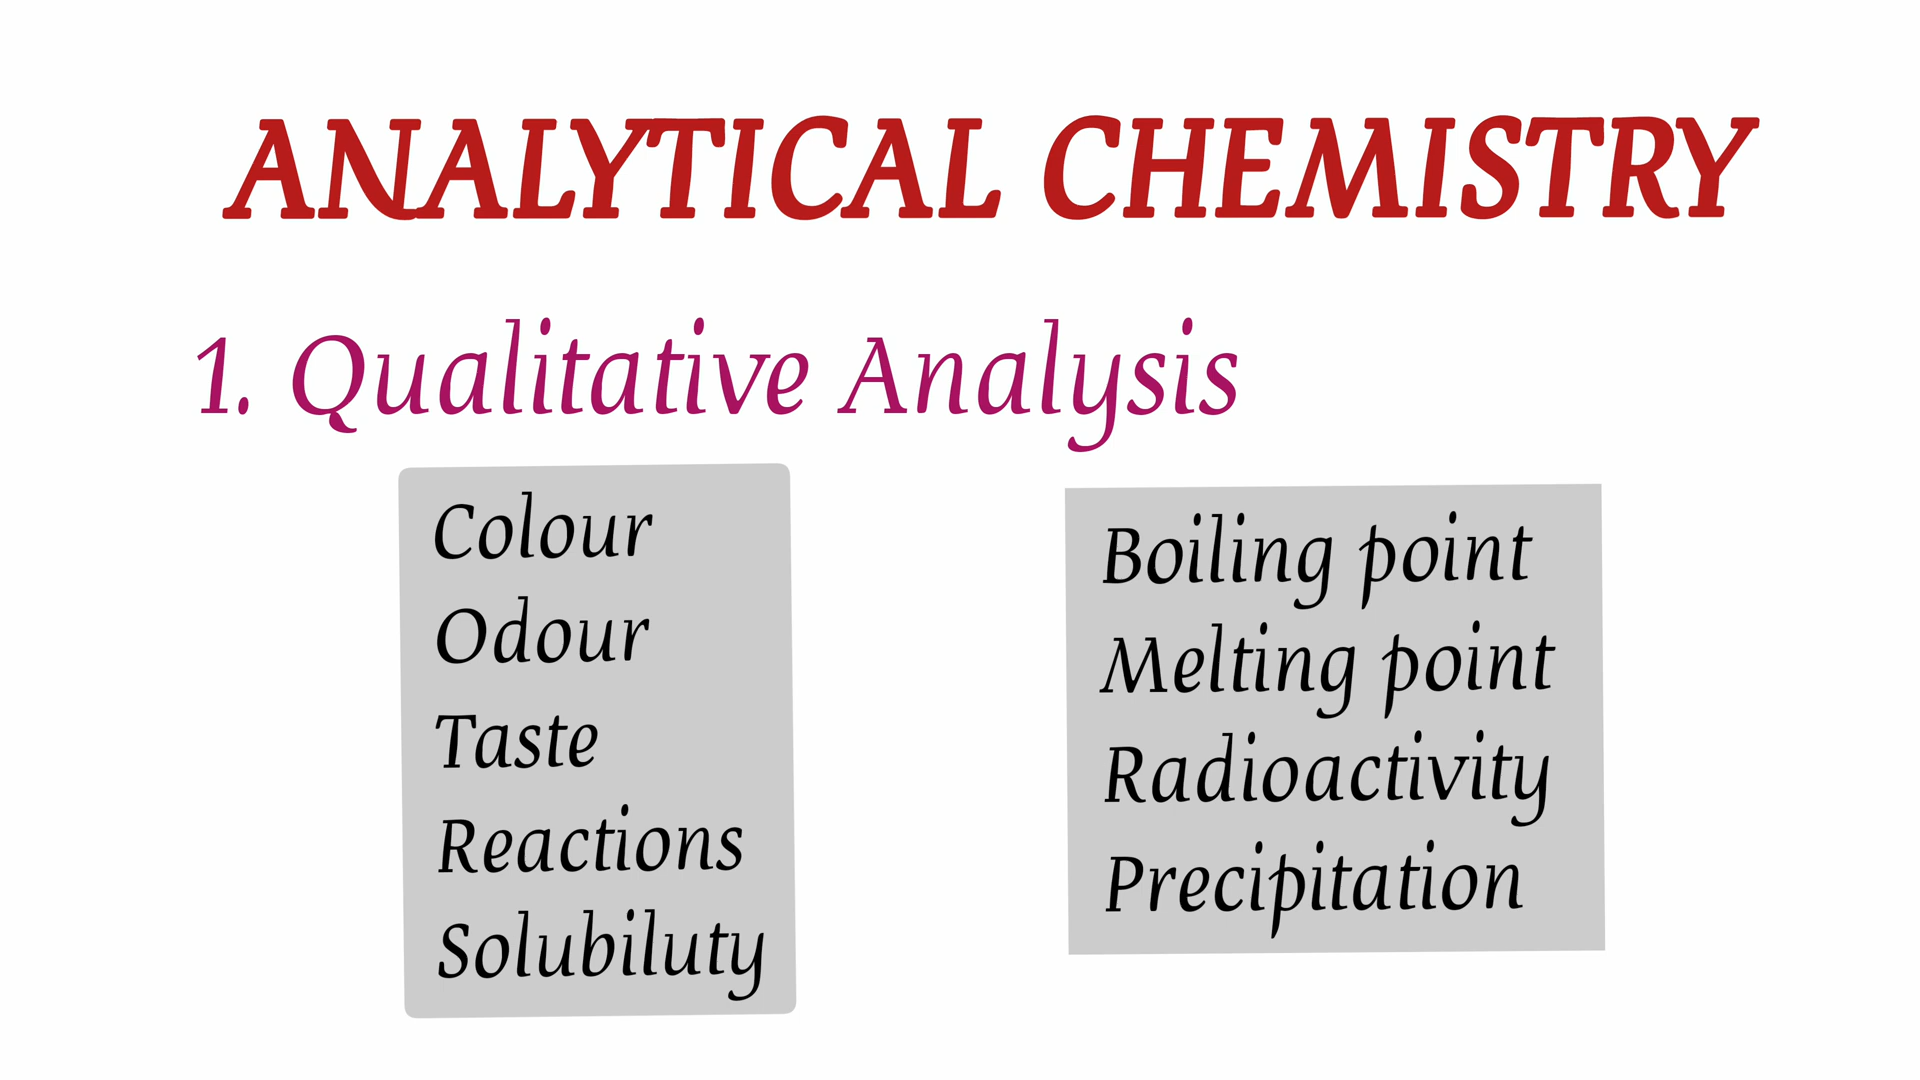 ANALYTICAL CHEMISTRY
1. Qualitative Analysis
Colour
Odour
Taste
Reactions
Solubiluty
Boiling point
Melting point
Radioactivity
Precipitation